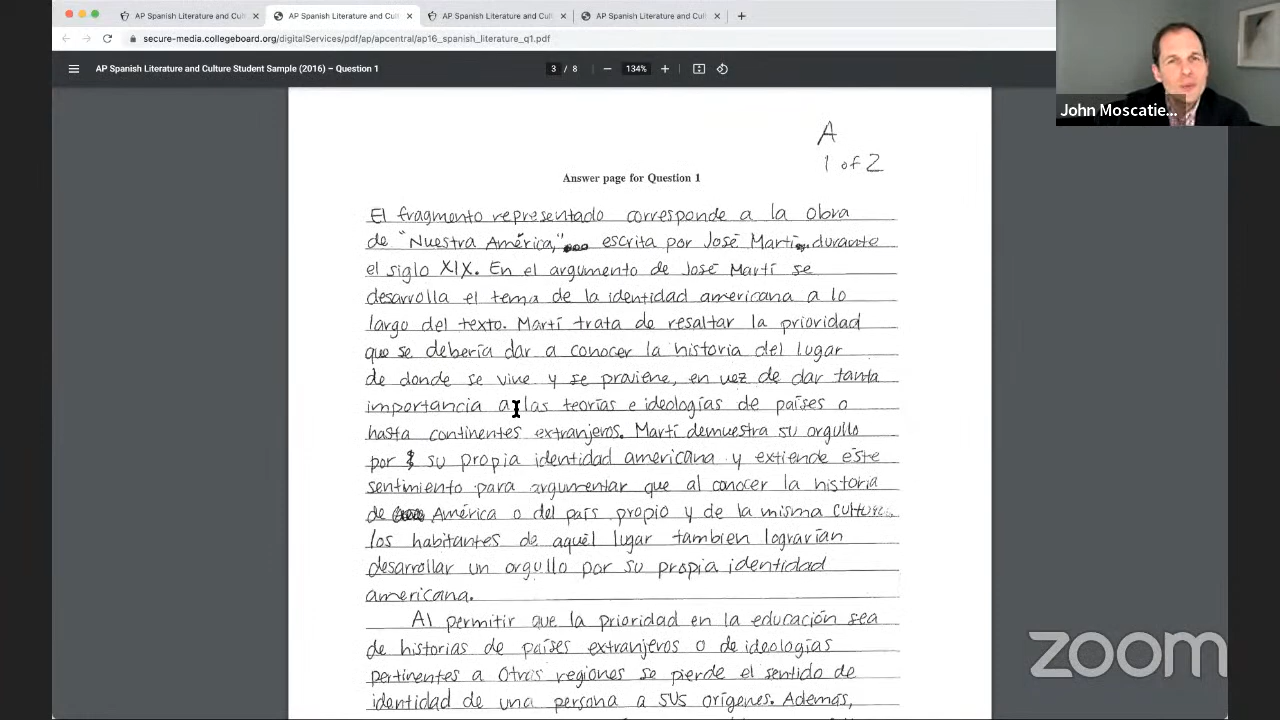 AP Spanish Literature and Cult
AP Spanish Literature and Cult
AP Spanish Literature and Cult
AP Spanish Literature and Cult
secure-media.collegeboard.org/digitalServices/pdf/ap/apcentral/ap16_spanish_literature_q1.pdf
AP Spanish Literature and Culture Student Sample (2016) – Question 1
3 / 8
134%
John Moscatie...
A
1 of 2
Answer page for Question 1
El fragmento representado corresponde a la obra
de "Nuestra América," escrita por José Martí, durante
el siglo XIX. En el argumento de José Martí se
desarrolla el tema de la identidad americana a lo
largo del texto. Martí trata de resaltar la prioridad
que se debería dar a conocer la historia del lugar
de donde se vive y se proviene, en vez de dar tanta
importancia a las teorías e ideologías de países o
hasta continentes extranjeros. Martí demuestra su orgullo
por su propia identidad americana y extiende este
sentimiento para argumentar que al conocer la historia
de América o del país propio y de la misma cultura
los habitantes de aquél lugar tambien lograrían
desarrollar un orgullo por su propia identidad
americana.
Al permitir que la prioridad en la educación sea
de historias de países extranjeros o de ideologías
pertinentes a otras regiones se pierde el sentido de
identidad de una persona a sus orígenes. Además,
zoom